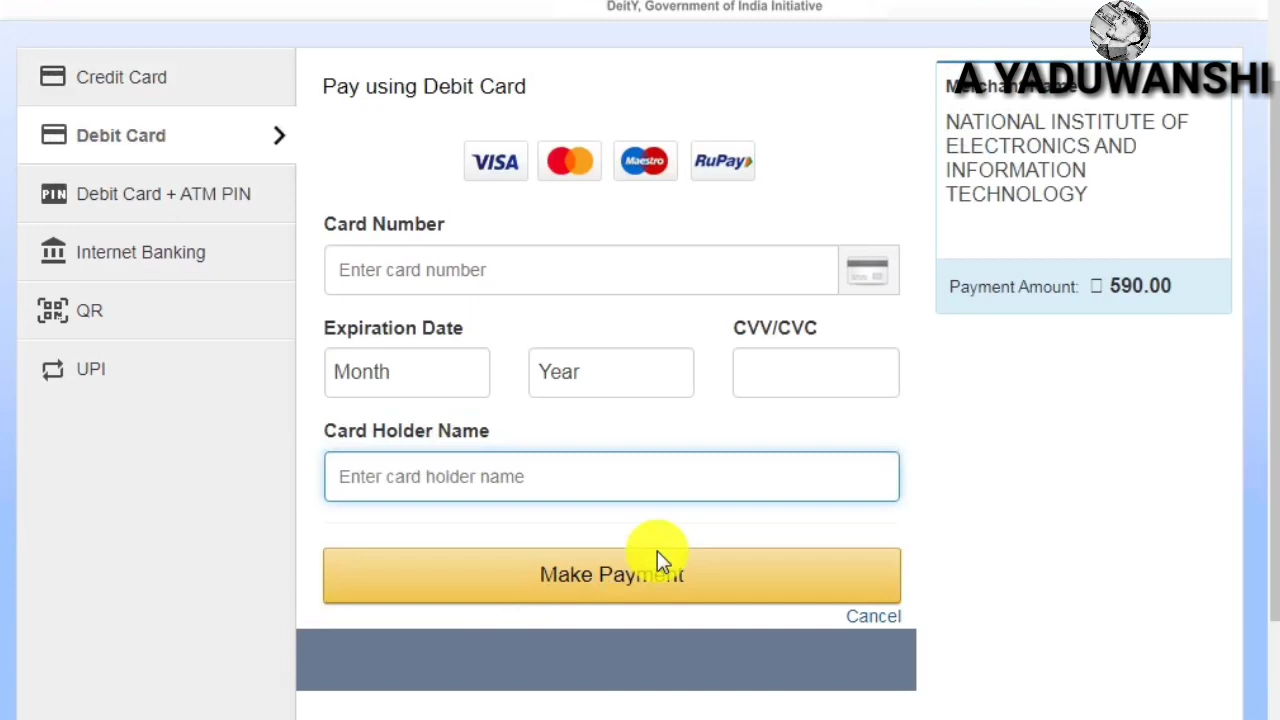 DeitY, Government of India Initiative
A YADUWANSHI
Credit Card
Debit Card
PIN Debit Card + ATM PIN
Internet Banking
QR
UPI
Pay using Debit Card
VISA
Maestro
RuPay
Card Number
Enter card number
Expiration Date
CVV/CVC
Month
Year
Card Holder Name
Enter card holder name
Make Payment
Cancel
Merchant Name
NATIONAL INSTITUTE OF
ELECTRONICS AND
INFORMATION
TECHNOLOGY
Payment Amount: 590.00